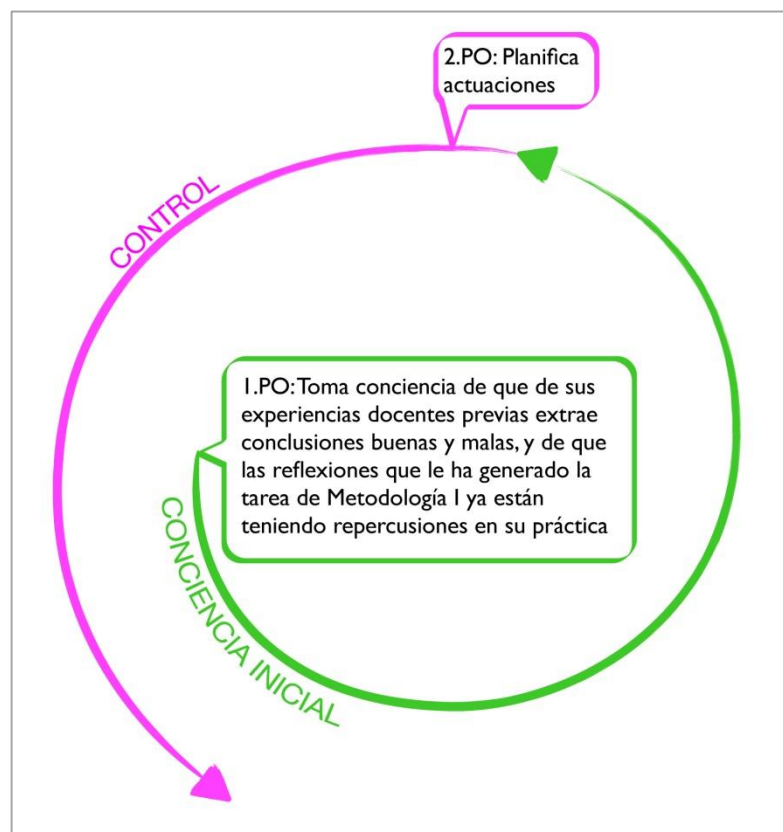 2.PO: Planifica
actuaciones
CONTROL
1.PO: Toma conciencia de que de sus
experiencias docentes previas extrae
conclusiones buenas y malas, y de que
las reflexiones que le ha generado la
tarea de Metodología I ya están
teniendo repercusiones en su práctica
CONCIENCIA INICIAL